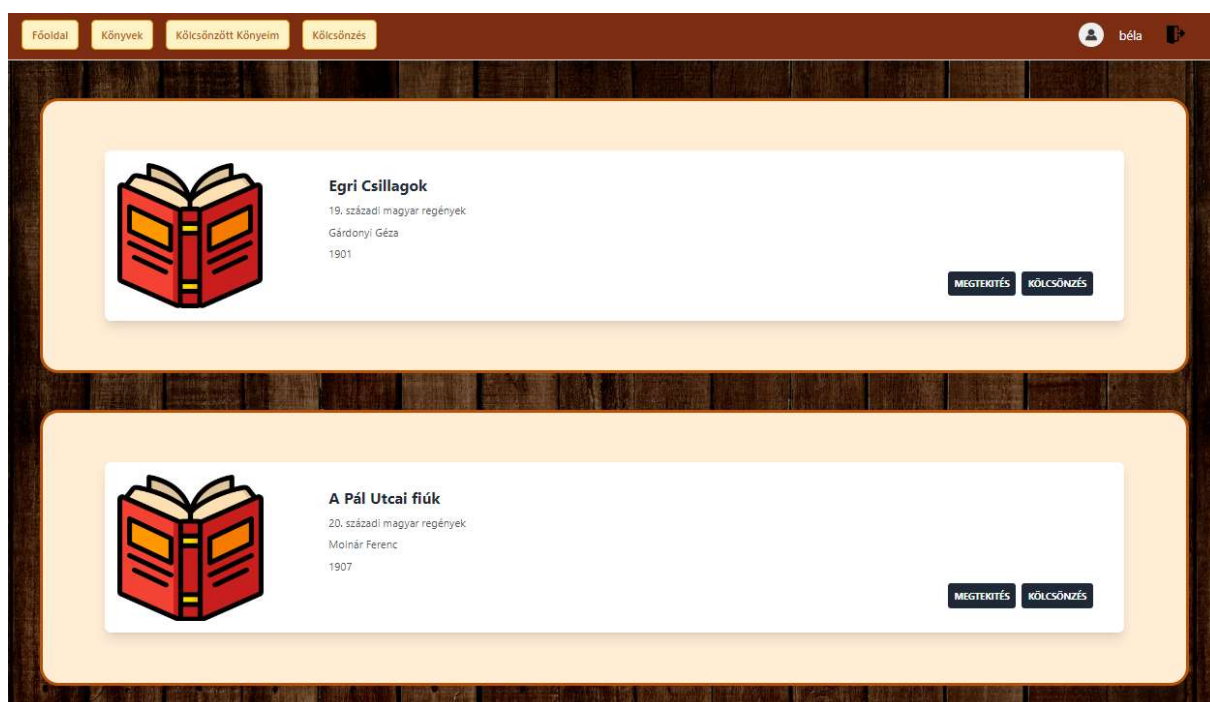 Főoldal
Könyvek
Kölcsönzött Könyeim
Kölcsönzés
béla
Egri Csillagok
19. századi magyar regények
Gárdonyi Géza
1901
MEGTEKITÉS
KÖLCSÖNZÉS
A Pál Utcai fiúk
20. századi magyar regények
Molnár Ferenc
1907
MEGTEKITÉS
KÖLCSÖNZÉS